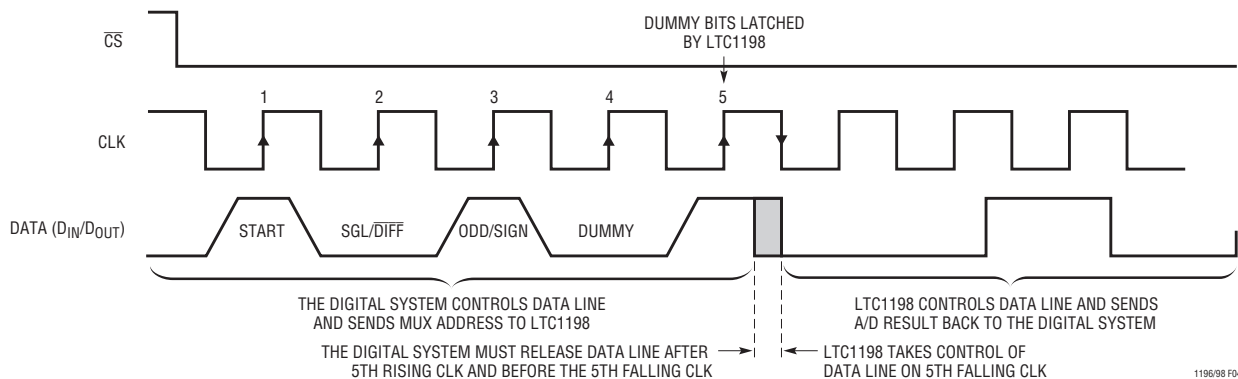 DUMMY BITS LATCHED
BY LTC1198
CS
1 2 3 4 5
CLK
DATA (DIN/DOUT)
START SGL/DIFF ODD/SIGN DUMMY
THE DIGITAL SYSTEM CONTROLS DATA LINE
AND SENDS MUX ADDRESS TO LTC1198
LTC1198 CONTROLS DATA LINE AND SENDS
A/D RESULT BACK TO THE DIGITAL SYSTEM
THE DIGITAL SYSTEM MUST RELEASE DATA LINE AFTER
5TH RISING CLK AND BEFORE THE 5TH FALLING CLK
LTC1198 TAKES CONTROL OF
DATA LINE ON 5TH FALLING CLK